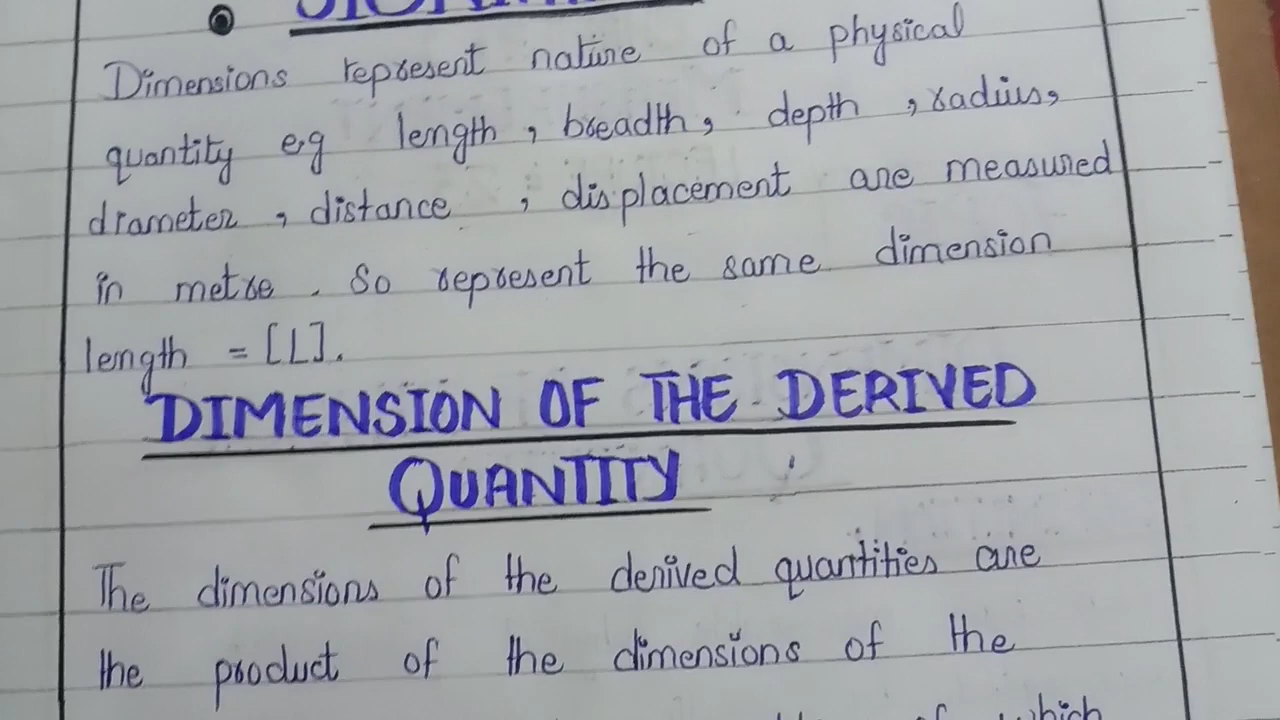 Dimensions represent nature of a physical
quantity e.g length, breadth, depth, radius,
diameter, distance, displacement are measured
in metre. So represent the same dimension
length = [L].
DIMENSION OF THE DERIVED
QUANTITY
The dimensions of the derived quantities are
the product of the dimensions of the
of which